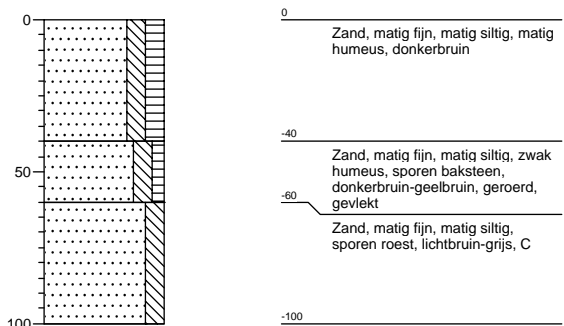 0
0
Zand, matig fijn, matig siltig, matig
humeus, donkerbruin
-40
Zand, matig fijn, matig siltig, zwak
humeus, sporen baksteen,
donkerbruin-geelbruin, geroerd,
gevlekt
50
-60
Zand, matig fijn, matig siltig,
sporen roest, lichtbruin-grijs, C
100
-100